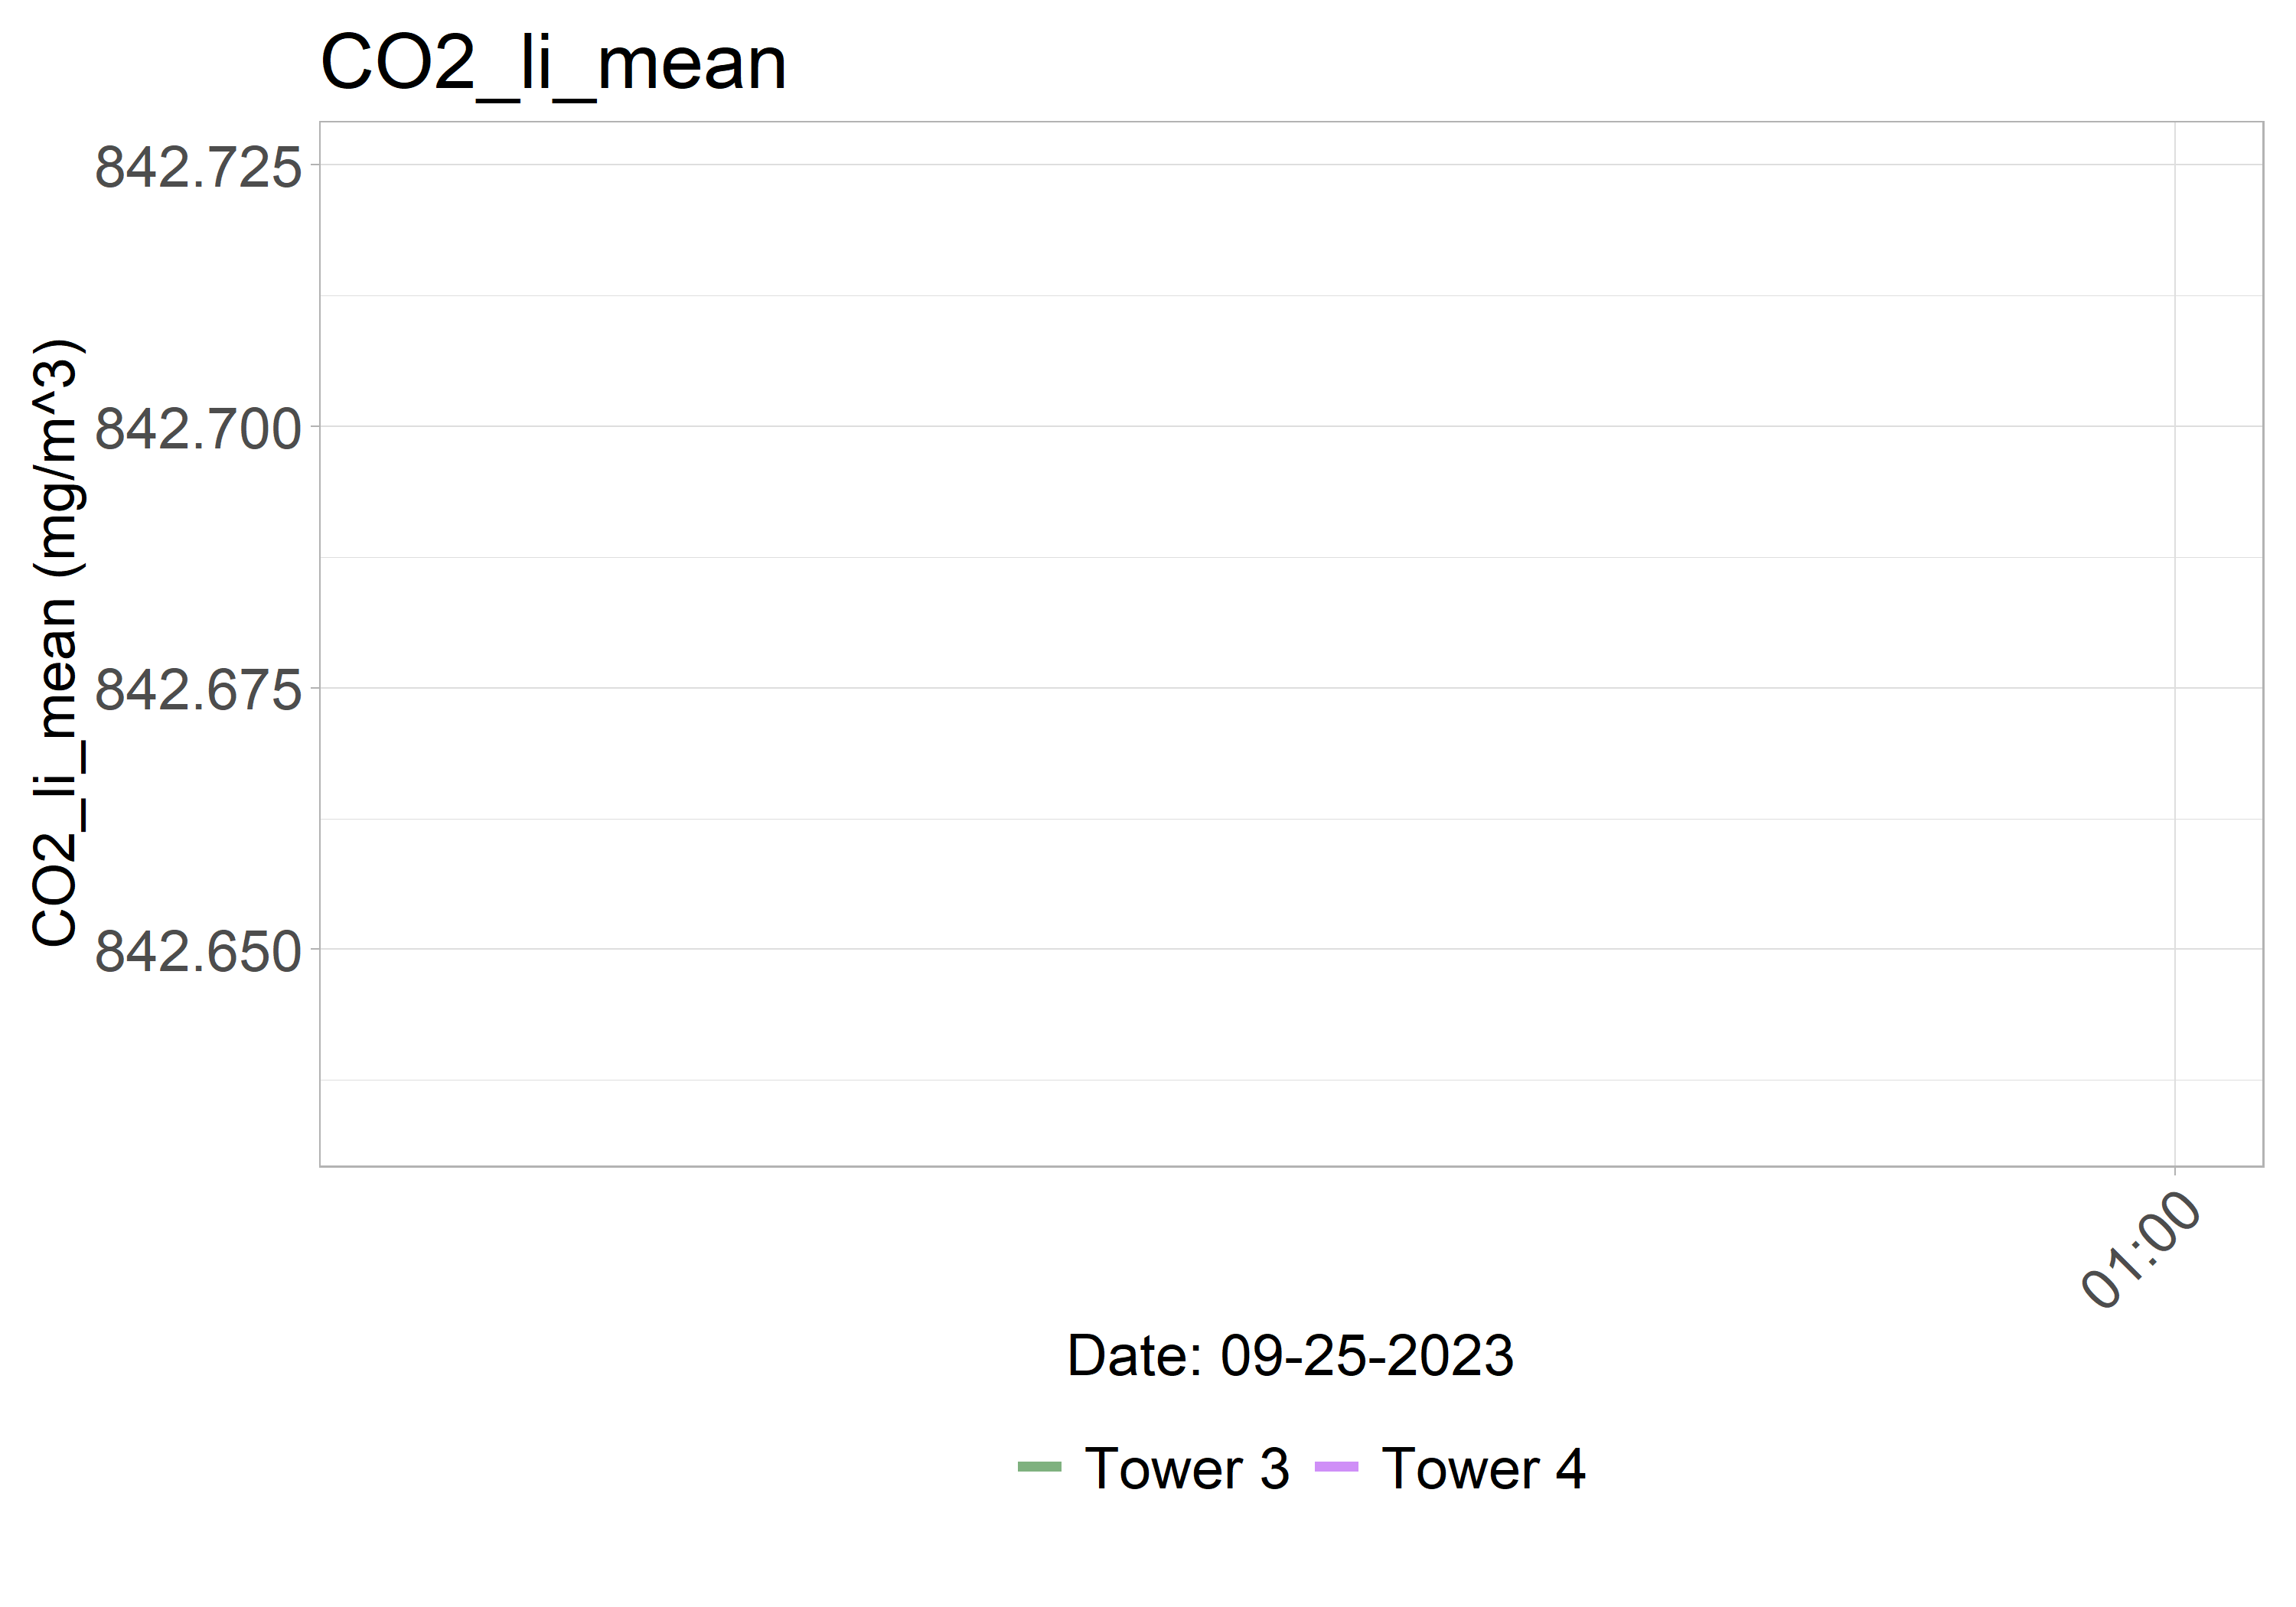 CO2_li_mean
CO2_li_mean (mg/m^3)
842.725
842.700
842.675
842.650
01:00
Date: 09-25-2023
Tower 3 Tower 4